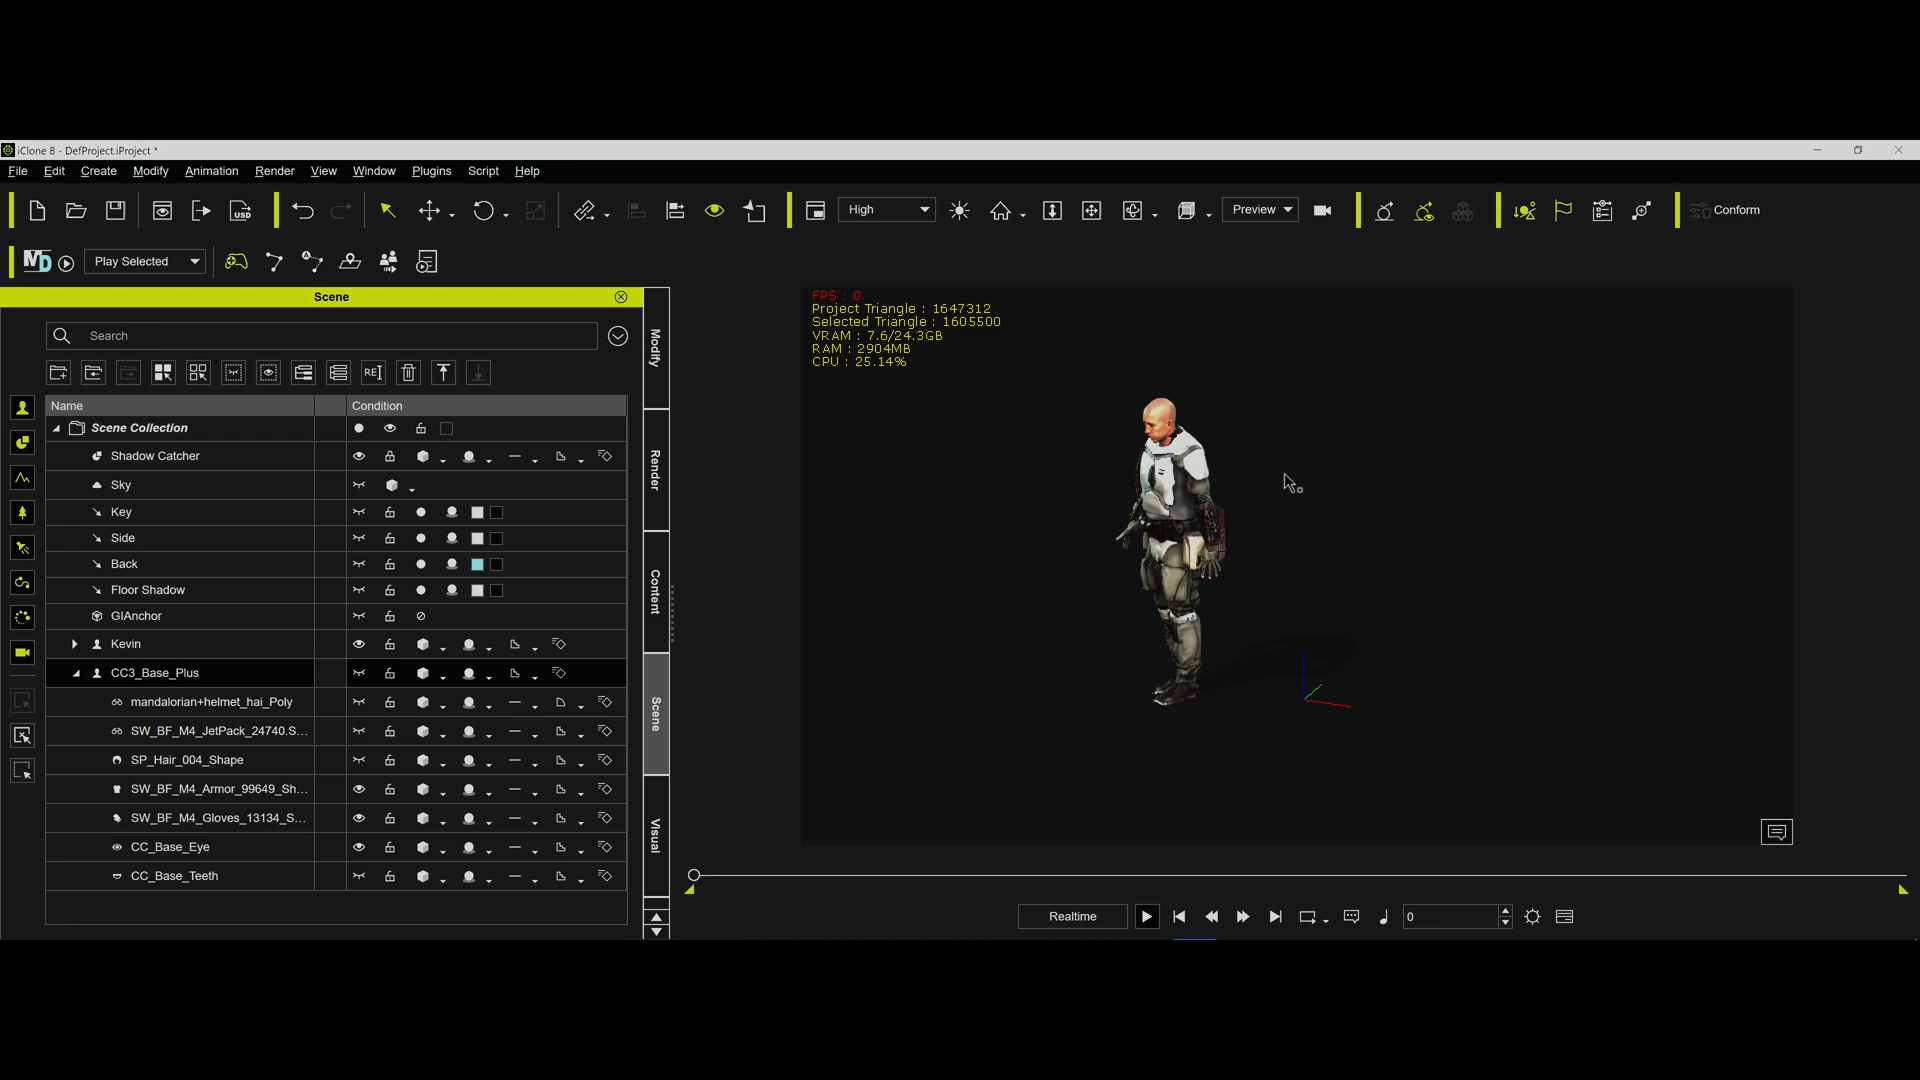 iClone 8 - DefProject.iProject *
File Edit Create Modify Animation Render View Window Plugins Script Help
USD High Preview Conform
MD Play Selected
Scene
Search
REI
Name Condition
Scene Collection
Shadow Catcher
Sky
Key
Side
Back
Floor Shadow
GIAnchor
Kevin
CC3_Base_Plus
mandalorian+helmet_hai_Poly
SW_BF_M4_JetPack_24740.S...
SP_Hair_004_Shape
SW_BF_M4_Armor_99649_Sh...
SW_BF_M4_Gloves_13134_S...
CC_Base_Eye
CC_Base_Teeth
Modify
Render
Content
Scene
Visual
FPS : 0.
Project Triangle : 1647312
Selected Triangle : 1605500
VRAM : 7.6/24.3GB
RAM : 2904MB
CPU : 25.14%
Realtime 0